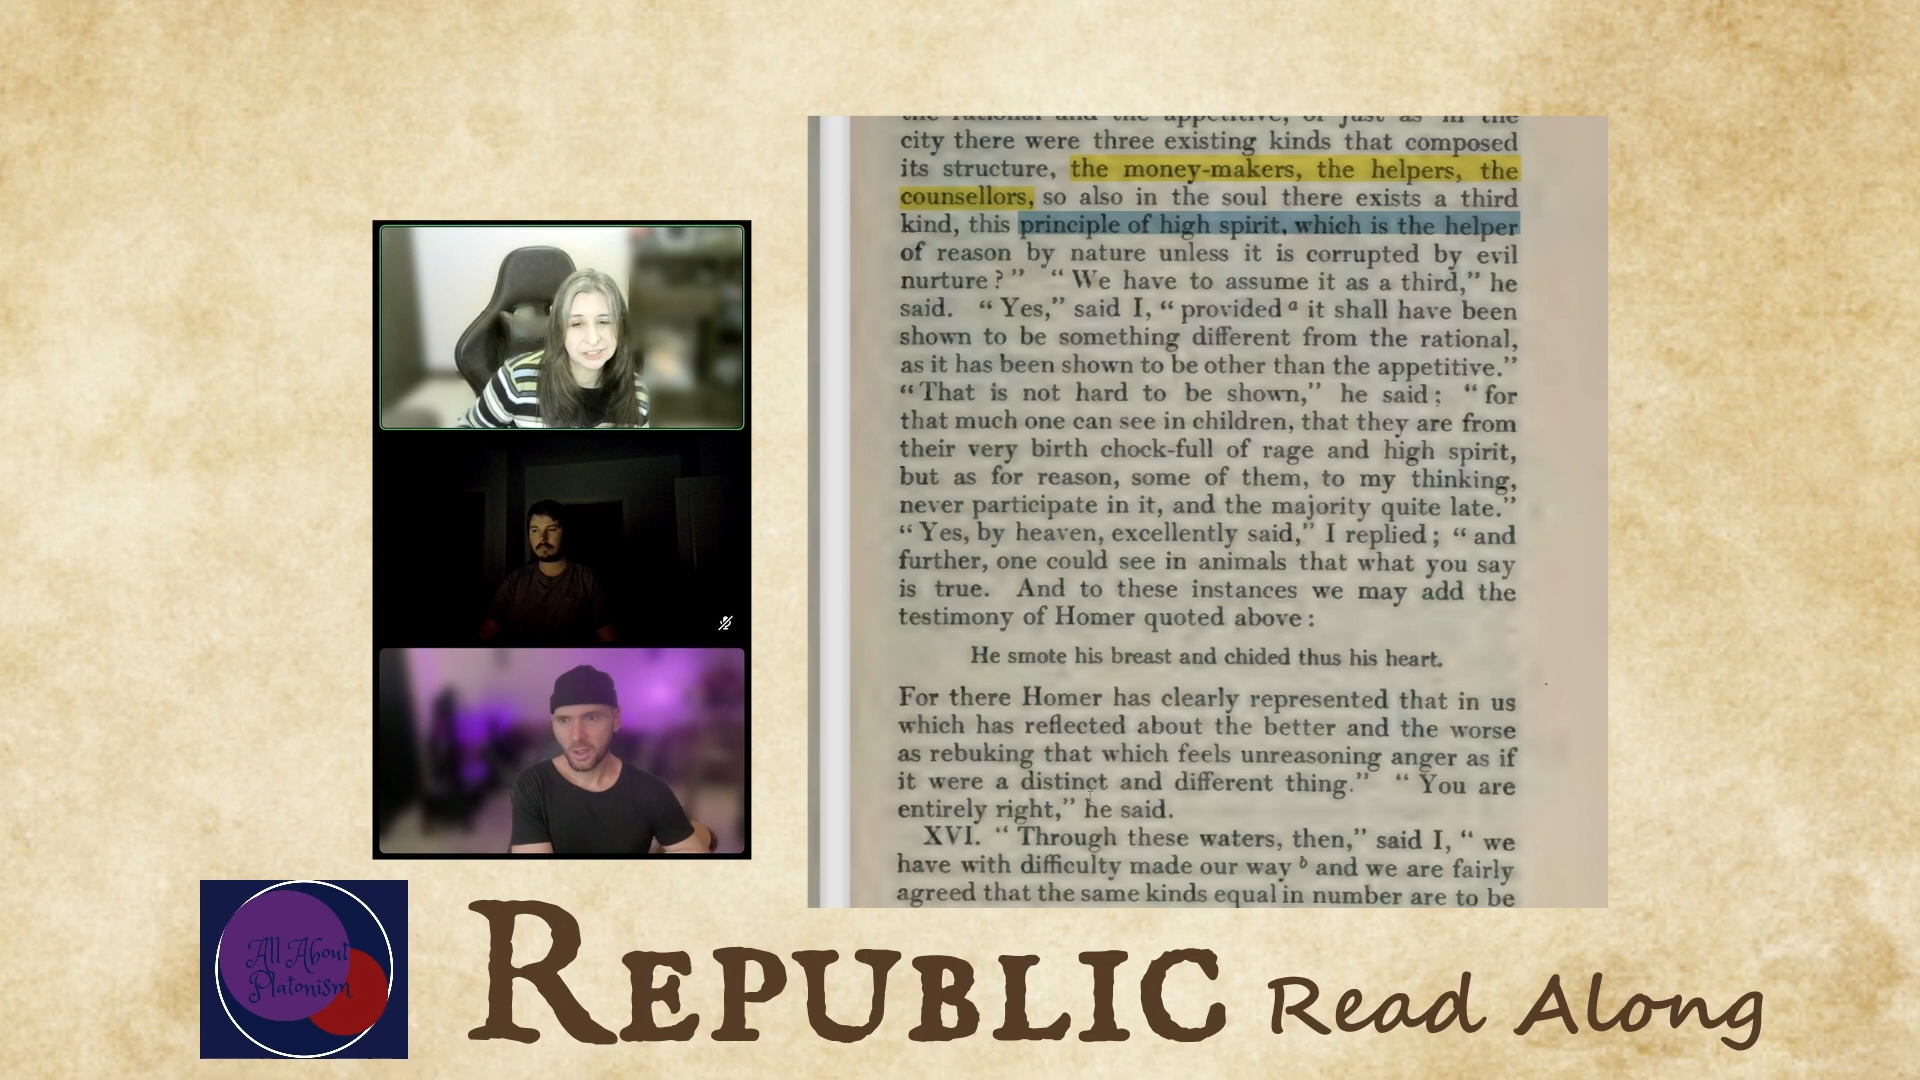 the rational and the appetitive, or just as in the
city there were three existing kinds that composed
its structure, the money-makers, the helpers, the
counsellors, so also in the soul there exists a third
kind, this principle of high spirit, which is the helper
of reason by nature unless it is corrupted by evil
nurture?” “We have to assume it as a third,” he
said. “Yes,” said I, “provided ᵃ it shall have been
shown to be something different from the rational,
as it has been shown to be other than the appetitive.”
“That is not hard to be shown,” he said; “for
that much one can see in children, that they are from
their very birth chock-full of rage and high spirit,
but as for reason, some of them, to my thinking,
never participate in it, and the majority quite late.”
“Yes, by heaven, excellently said,” I replied; “and
further, one could see in animals that what you say
is true. And to these instances we may add the
testimony of Homer quoted above:
He smote his breast and chided thus his heart.
For there Homer has clearly represented that in us
which has reflected about the better and the worse
as rebuking that which feels unreasoning anger as if
it were a distinct and different thing.” “You are
entirely right,” he said.
XVI. “Through these waters, then,” said I, “we
have with difficulty made our way ᵇ and we are fairly
agreed that the same kinds equal in number are to be
All About
Platonism
REPUBLIC Read Along